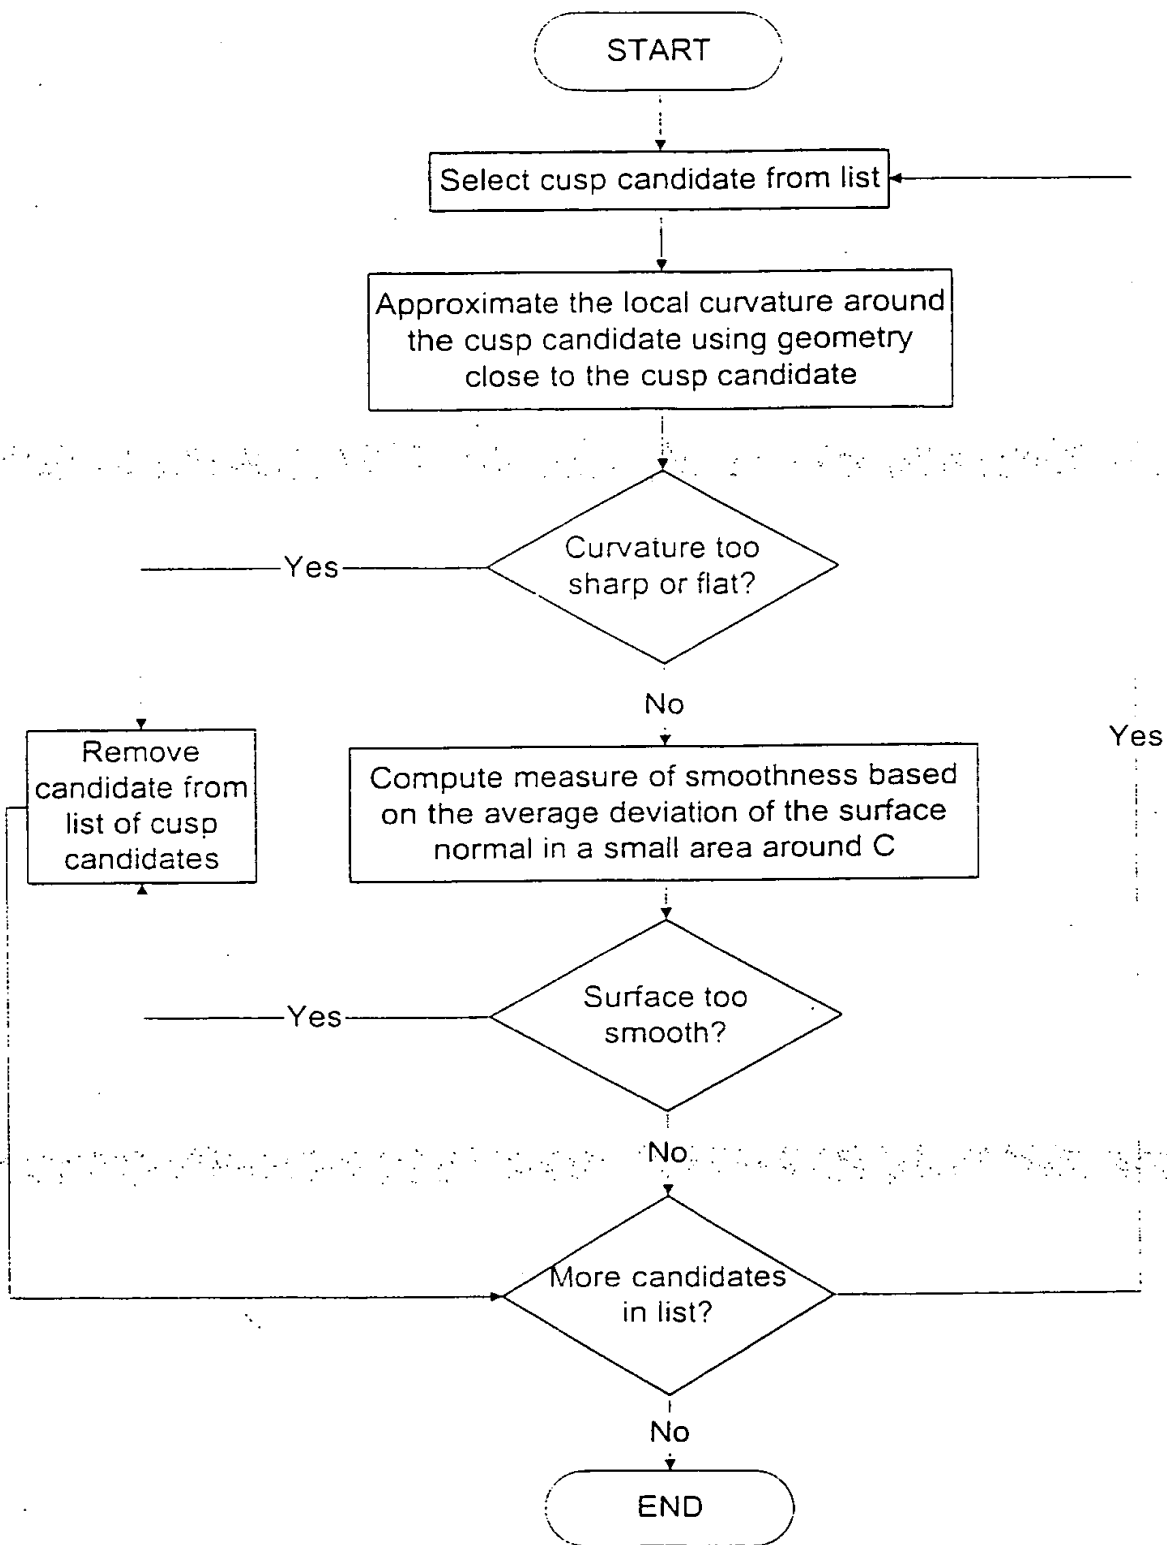 START
Select cusp candidate from list
Approximate the local curvature around
the cusp candidate using geometry
close to the cusp candidate
Curvature too
sharp or flat?
Yes
No
Yes
Remove
candidate from
list of cusp
candidates
Compute measure of smoothness based
on the average deviation of the surface
normal in a small area around C
Surface too
smooth?
Yes
No
More candidates
in list?
No
END